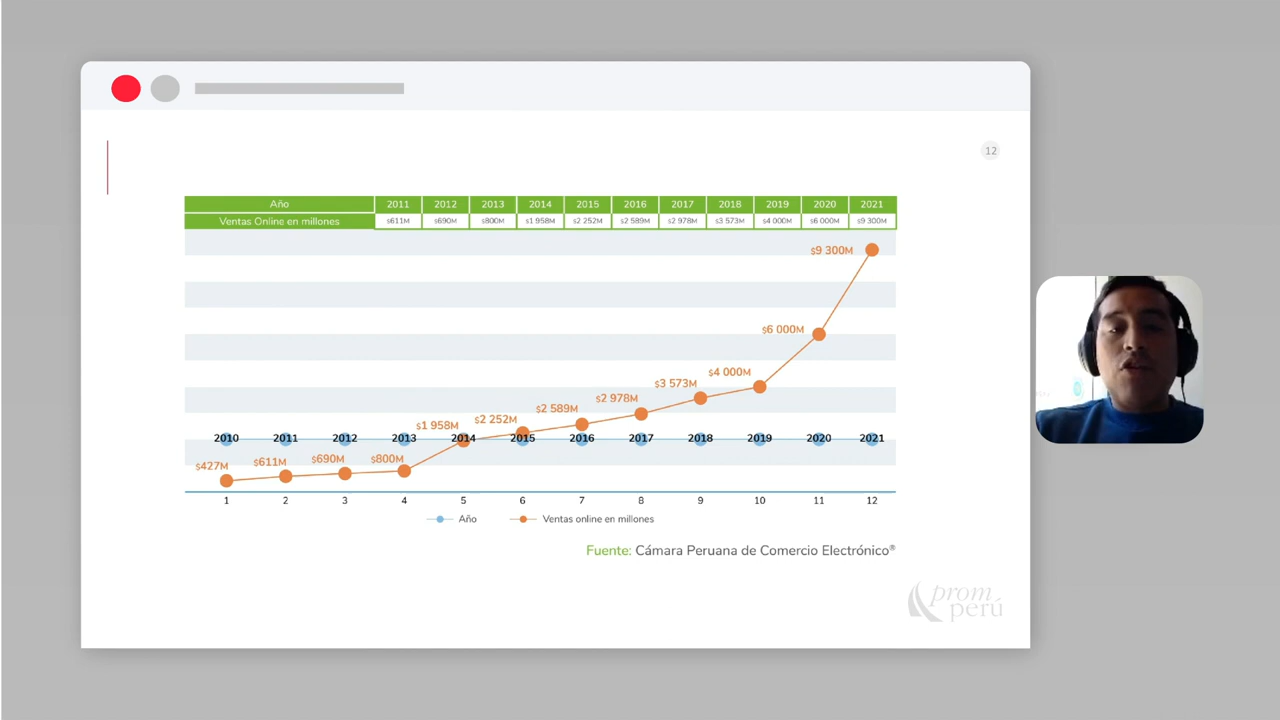 12
Año 2011 2012 2013 2014 2015 2016 2017 2018 2019 2020 2021
Ventas Online en millones $611M $690M $800M $1 958M $2 252M $2 589M $2 978M $3 573M $4 000M $6 000M $9 300M
$9 300M
$6 000M
$4 000M
$3 573M
$2 978M
$2 589M
$2 252M
$1 958M
2010 2011 2012 2013 2014 2015 2016 2017 2018 2019 2020 2021
$427M $611M $690M $800M
1 2 3 4 5 6 7 8 9 10 11 12
Año Ventas online en millones
Fuente: Cámara Peruana de Comercio Electrónico®
prom
perú